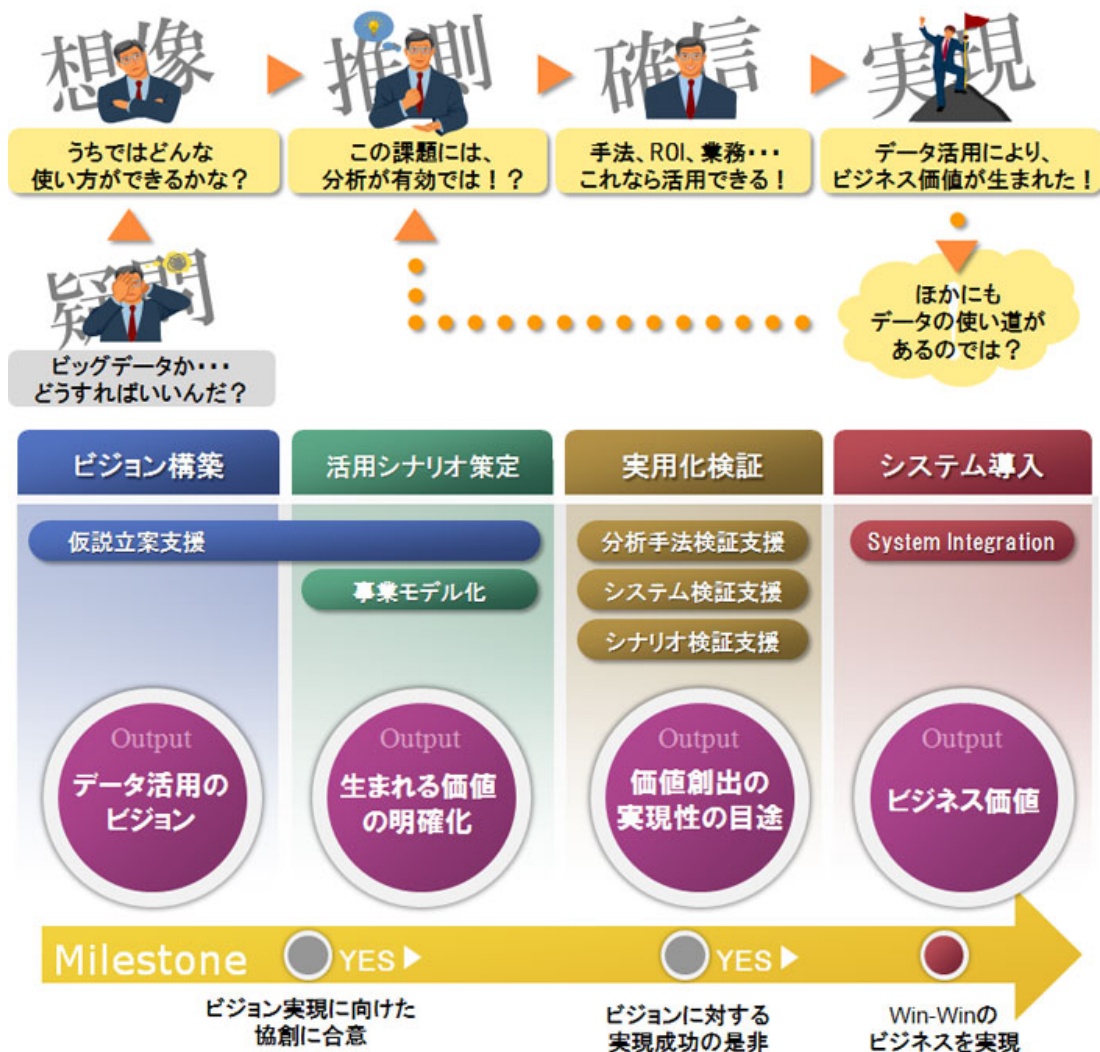 想像
推測
確信
実現
うちではどんな
使い方ができるかな?
この課題には、
分析が有効では!?
手法、ROI、業務・・・
これなら活用できる!
データ活用により、
ビジネス価値が生まれた!
疑問
ビッグデータか・・・
どうすればいいんだ?
ほかにも
データの使い道が
あるのでは?
ビジョン構築
活用シナリオ策定
実用化検証
システム導入
仮説立案支援
事業モデル化
分析手法検証支援
システム検証支援
シナリオ検証支援
System Integration
Output
データ活用の
ビジョン
Output
生まれる価値
の明確化
Output
価値創出の
実現性の目途
Output
ビジネス価値
Milestone
YES
YES
ビジョン実現に向けた
協創に合意
ビジョンに対する
実現成功の是非
Win-Winの
ビジネスを実現